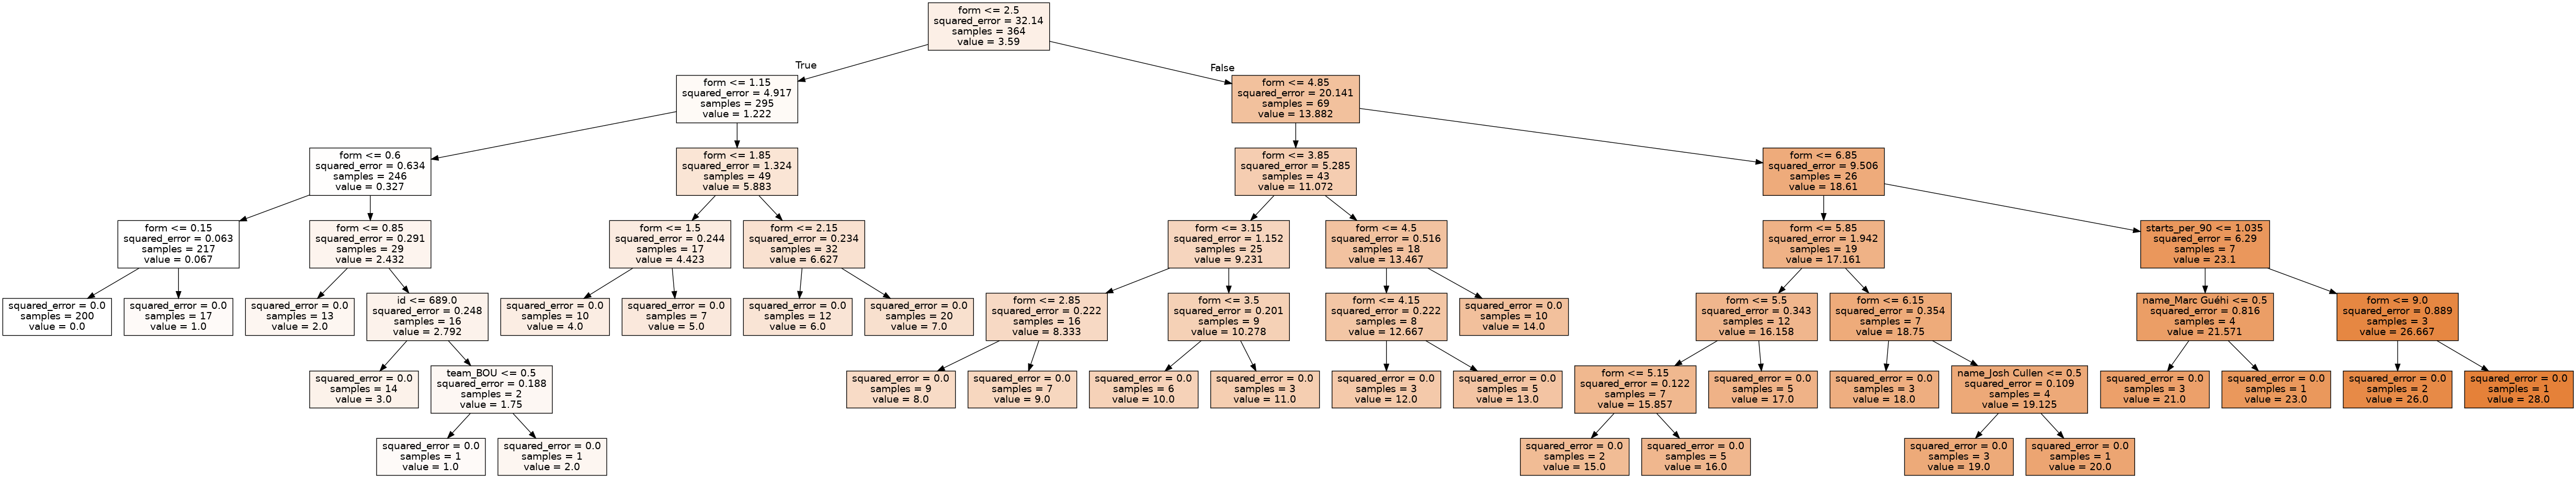 form <= 2.5
squared_error = 32.14
samples = 364
value = 3.59
True
False
form <= 1.15
squared_error = 4.917
samples = 295
value = 1.222
form <= 4.85
squared_error = 20.141
samples = 69
value = 13.882
form <= 0.6
squared_error = 0.634
samples = 246
value = 0.327
form <= 1.85
squared_error = 1.324
samples = 49
value = 5.883
form <= 3.85
squared_error = 5.285
samples = 43
value = 11.072
form <= 6.85
squared_error = 9.506
samples = 26
value = 18.61
form <= 0.15
squared_error = 0.063
samples = 217
value = 0.067
form <= 0.85
squared_error = 0.291
samples = 29
value = 2.432
form <= 1.5
squared_error = 0.244
samples = 17
value = 4.423
form <= 2.15
squared_error = 0.234
samples = 32
value = 6.627
form <= 3.15
squared_error = 1.152
samples = 25
value = 9.231
form <= 4.5
squared_error = 0.516
samples = 18
value = 13.467
form <= 5.85
squared_error = 1.942
samples = 19
value = 17.161
starts_per_90 <= 1.035
squared_error = 6.29
samples = 7
value = 23.1
squared_error = 0.0
samples = 200
value = 0.0
squared_error = 0.0
samples = 17
value = 1.0
squared_error = 0.0
samples = 13
value = 2.0
id <= 689.0
squared_error = 0.248
samples = 16
value = 2.792
squared_error = 0.0
samples = 10
value = 4.0
squared_error = 0.0
samples = 7
value = 5.0
squared_error = 0.0
samples = 12
value = 6.0
squared_error = 0.0
samples = 20
value = 7.0
form <= 2.85
squared_error = 0.222
samples = 16
value = 8.333
form <= 3.5
squared_error = 0.201
samples = 9
value = 10.278
form <= 4.15
squared_error = 0.222
samples = 8
value = 12.667
squared_error = 0.0
samples = 10
value = 14.0
form <= 5.5
squared_error = 0.343
samples = 12
value = 16.158
form <= 6.15
squared_error = 0.354
samples = 7
value = 18.75
name_Marc Guéhi <= 0.5
squared_error = 0.816
samples = 4
value = 21.571
form <= 9.0
squared_error = 0.889
samples = 3
value = 26.667
squared_error = 0.0
samples = 14
value = 3.0
team_BOU <= 0.5
squared_error = 0.188
samples = 2
value = 1.75
squared_error = 0.0
samples = 9
value = 8.0
squared_error = 0.0
samples = 7
value = 9.0
squared_error = 0.0
samples = 6
value = 10.0
squared_error = 0.0
samples = 3
value = 11.0
squared_error = 0.0
samples = 3
value = 12.0
squared_error = 0.0
samples = 5
value = 13.0
form <= 5.15
squared_error = 0.122
samples = 7
value = 15.857
squared_error = 0.0
samples = 5
value = 17.0
squared_error = 0.0
samples = 3
value = 18.0
name_Josh Cullen <= 0.5
squared_error = 0.109
samples = 4
value = 19.125
squared_error = 0.0
samples = 3
value = 21.0
squared_error = 0.0
samples = 1
value = 23.0
squared_error = 0.0
samples = 2
value = 26.0
squared_error = 0.0
samples = 1
value = 28.0
squared_error = 0.0
samples = 1
value = 1.0
squared_error = 0.0
samples = 1
value = 2.0
squared_error = 0.0
samples = 2
value = 15.0
squared_error = 0.0
samples = 5
value = 16.0
squared_error = 0.0
samples = 3
value = 19.0
squared_error = 0.0
samples = 1
value = 20.0